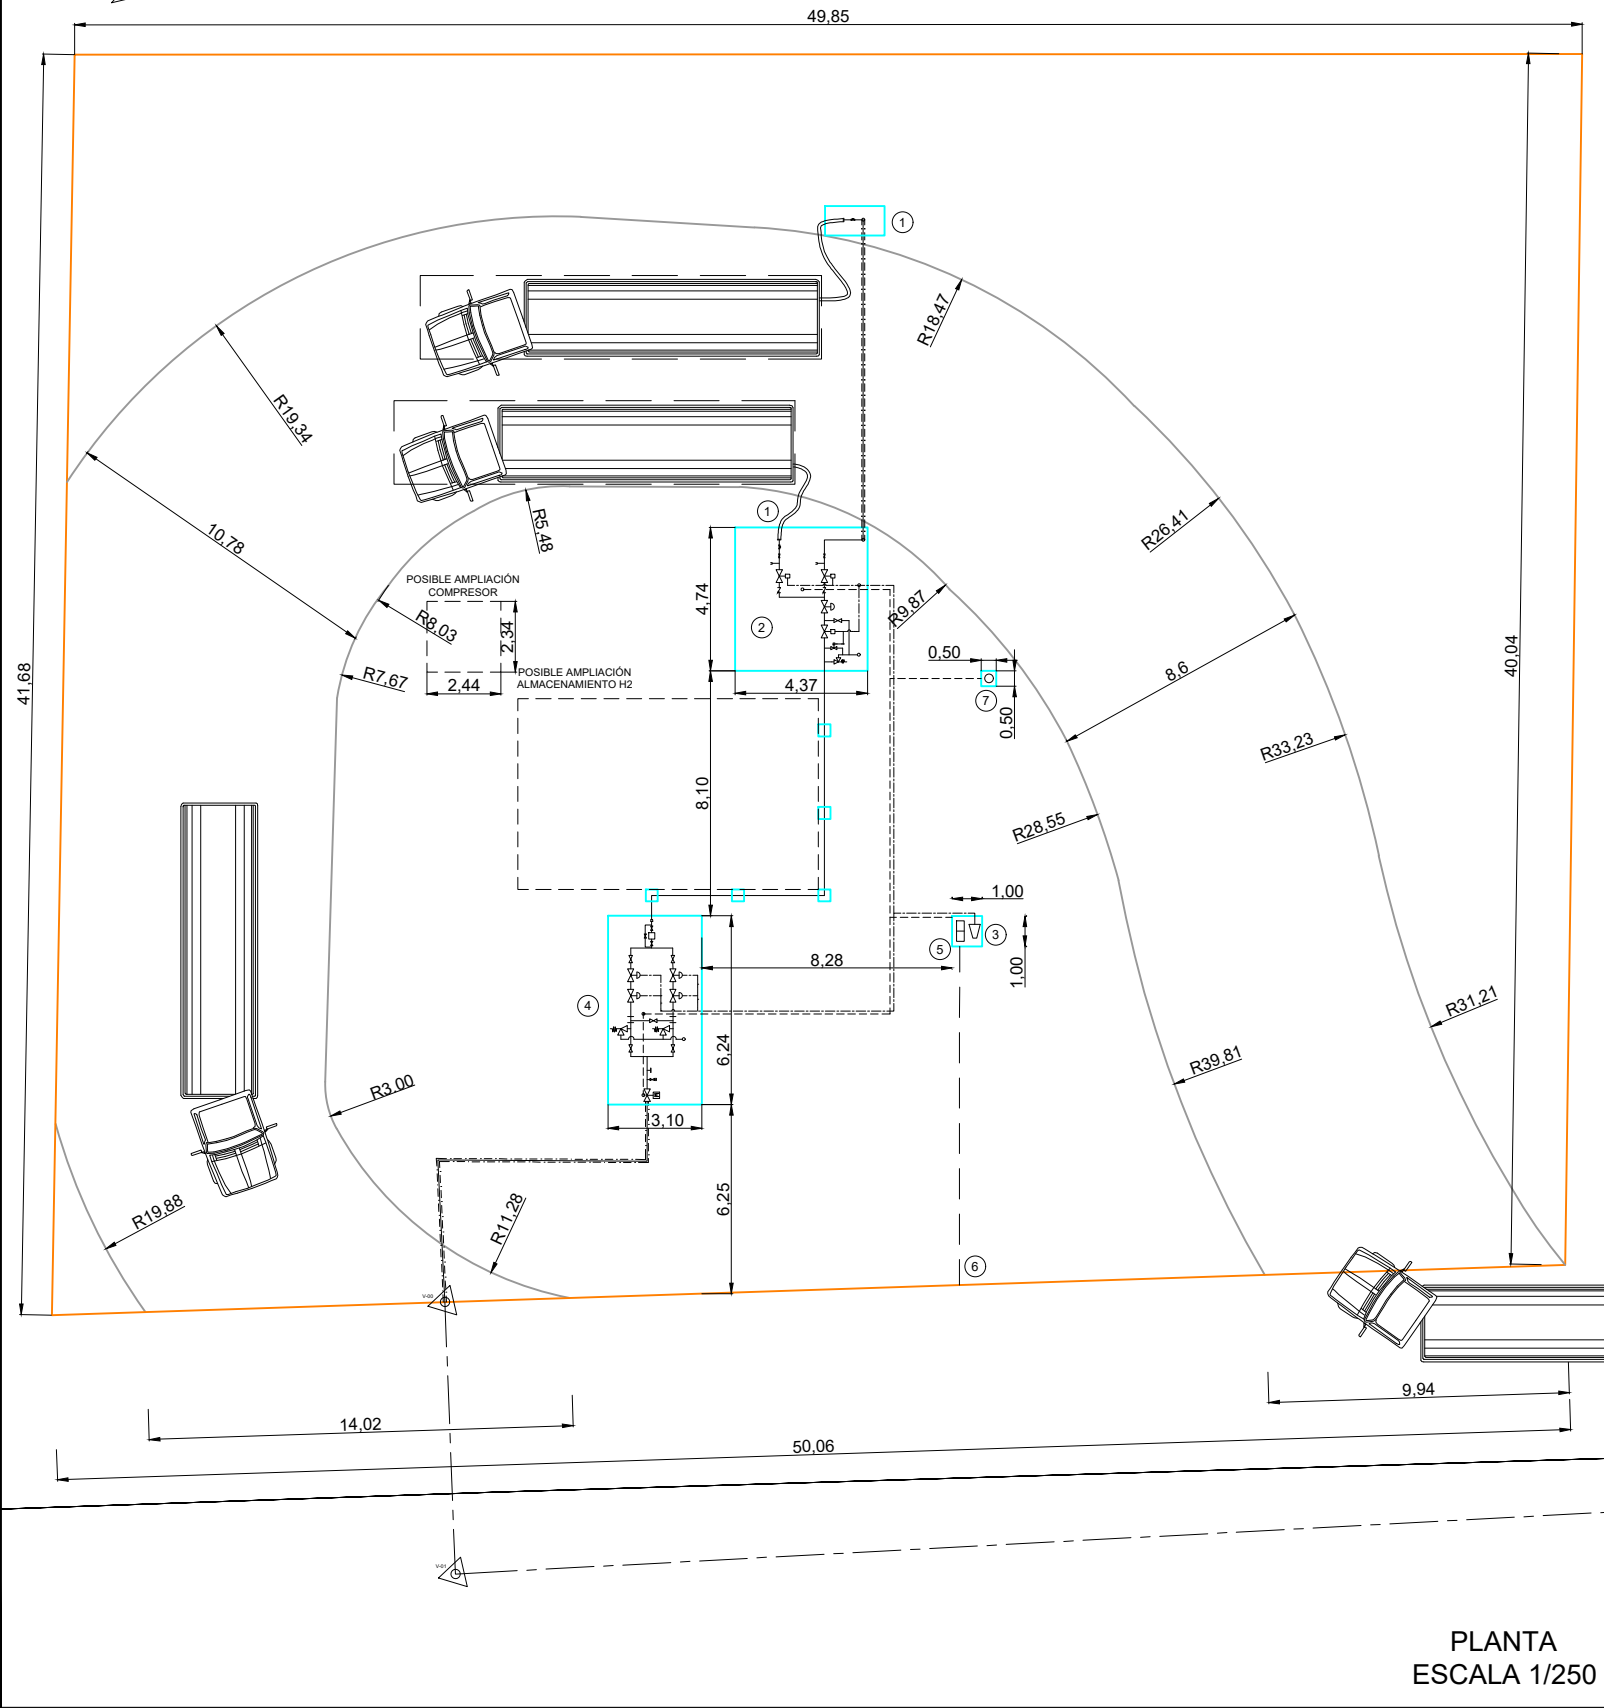 49,85
41,68
40,04
1
R18,47
R19,34
10,78
R5,48
1
R26,41
POSIBLE AMPLIACIÓN
COMPRESOR
R8,03
2,34
2,44
R7,67
4,74
2
4,37
R9,87
0,50
7
0,50
8,6
R33,23
POSIBLE AMPLIACIÓN
ALMACENAMIENTO H2
8,10
R28,55
1,00
3
5
1,00
8,28
4
6,24
3,10
R31,21
R39,81
R3,00
R19,88
R11,28
6,25
6
V-00
9,94
14,02
50,06
V-01
PLANTA
ESCALA 1/250